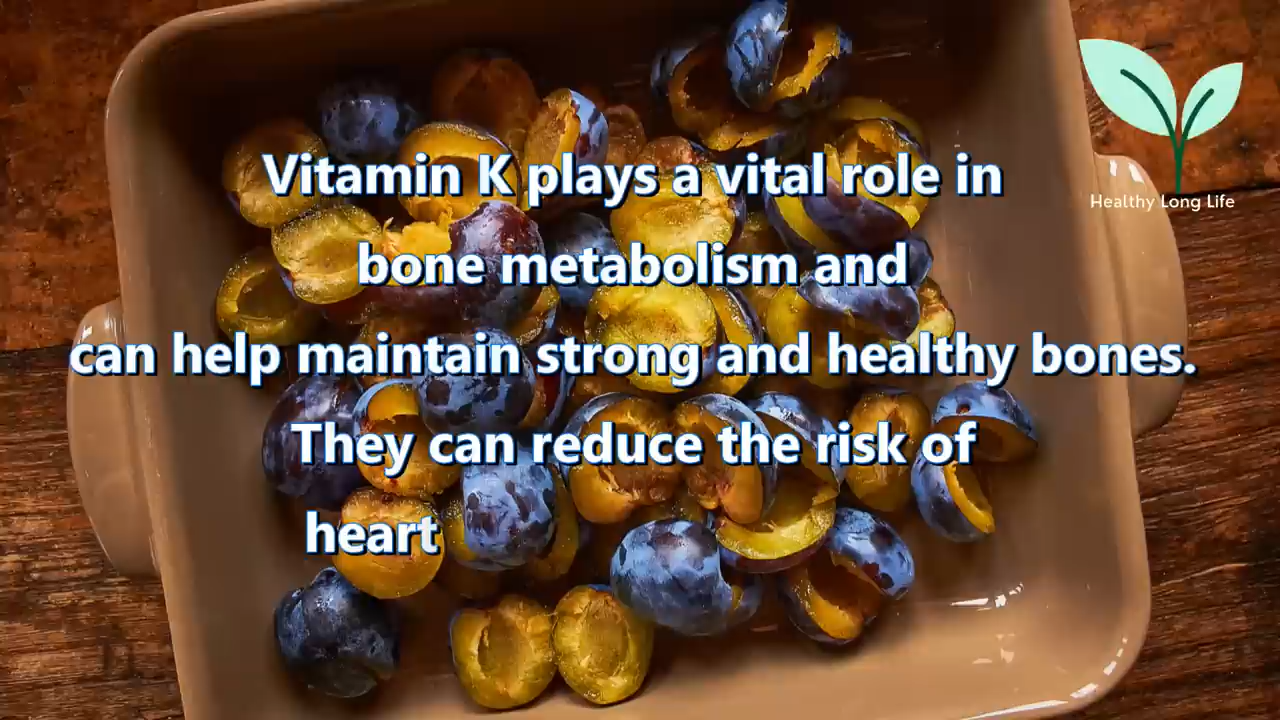 Vitamin K plays a vital role in
bone metabolism and
can help maintain strong and healthy bones.
They can reduce the risk of
heart
Healthy Long Life